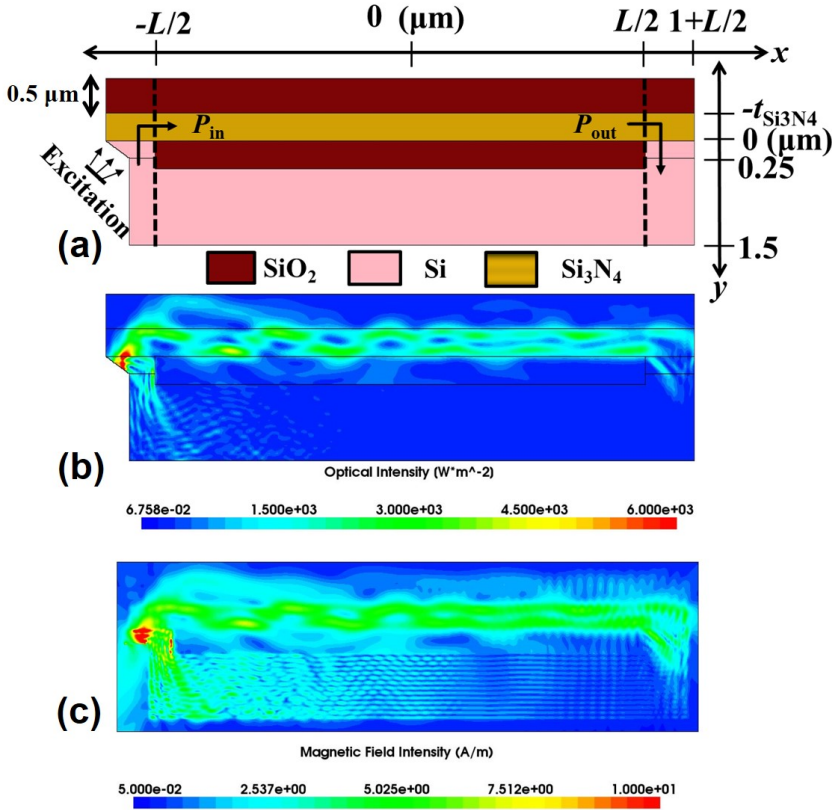 0 (µm)
-L/2
L/2 1+L/2
x
0.5 µm
-tSi3N4
Pin
Pout
0 (µm)
0.25
Excitation
(a)
1.5
SiO2
Si
Si3N4
y
(b)
Optical Intensity [W*m^-2]
6.758e-02 1.500e+03 3.000e+03 4.500e+03 6.000e+03
(c)
Magnetic Field Intensity (A/m)
5.000e-02 2.537e+00 5.025e+00 7.512e+00 1.000e+01